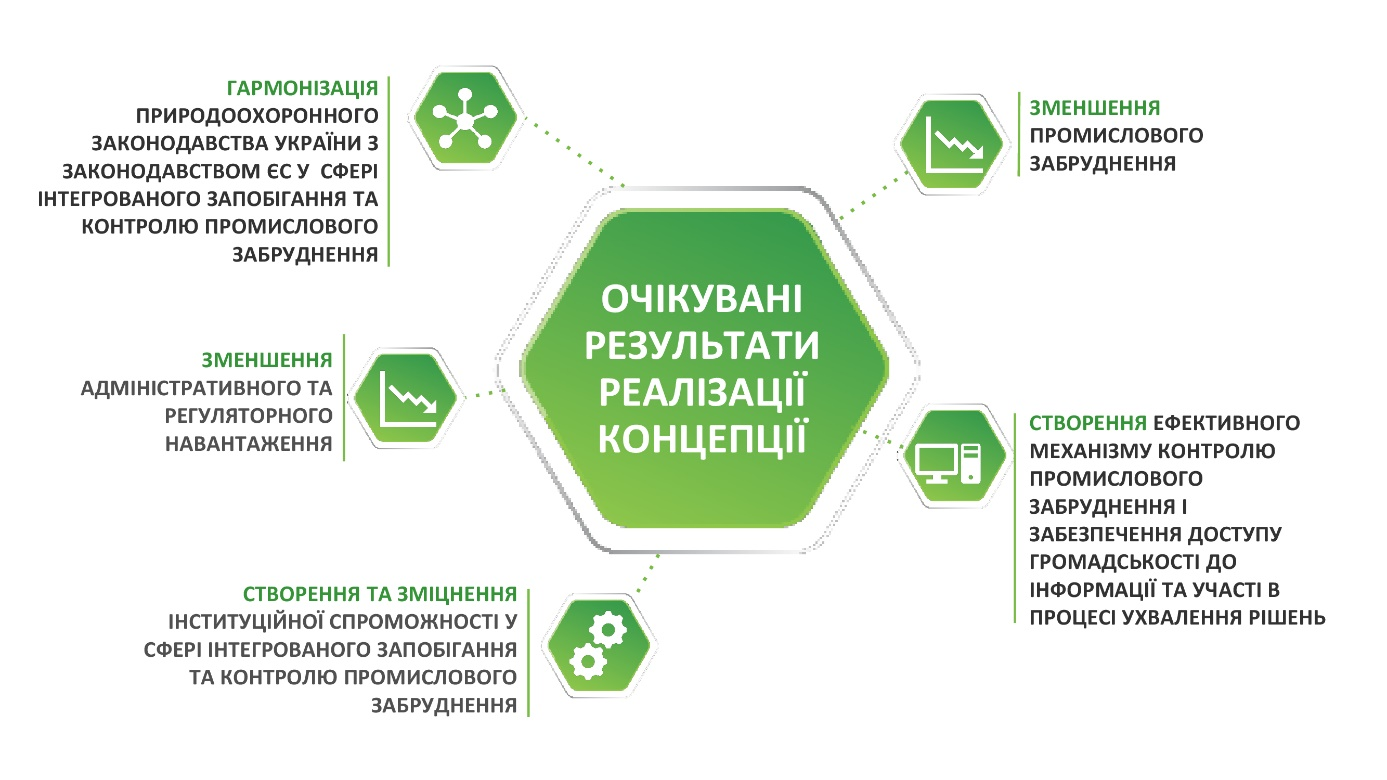 ГАРМОНІЗАЦІЯ
ПРИРОДООХОРОННОГО
ЗАКОНОДАВСТВА УКРАЇНИ З
ЗАКОНОДАВСТВОМ ЄС У СФЕРІ
ІНТЕГРОВАНОГО ЗАПОБІГАННЯ ТА
КОНТРОЛЮ ПРОМИСЛОВОГО
ЗАБРУДНЕННЯ
ЗМЕНШЕННЯ
ПРОМИСЛОВОГО
ЗАБРУДНЕННЯ
ОЧІКУВАНІ
РЕЗУЛЬТАТИ
РЕАЛІЗАЦІЇ
КОНЦЕПЦІЇ
ЗМЕНШЕННЯ
АДМІНІСТРАТИВНОГО ТА
РЕГУЛЯТОРНОГО
НАВАНТАЖЕННЯ
СТВОРЕННЯ ЕФЕКТИВНОГО
МЕХАНІЗМУ КОНТРОЛЮ
ПРОМИСЛОВОГО
ЗАБРУДНЕННЯ І
ЗАБЕЗПЕЧЕННЯ ДОСТУПУ
ГРОМАДСЬКОСТІ ДО
ІНФОРМАЦІЇ ТА УЧАСТІ В
ПРОЦЕСІ УХВАЛЕННЯ РІШЕНЬ
СТВОРЕННЯ ТА ЗМІЦНЕННЯ
ІНСТИТУЦІЙНОЇ СПРОМОЖНОСТІ У
СФЕРІ ІНТЕГРОВАНОГО ЗАПОБІГАННЯ
ТА КОНТРОЛЮ ПРОМИСЛОВОГО
ЗАБРУДНЕННЯ